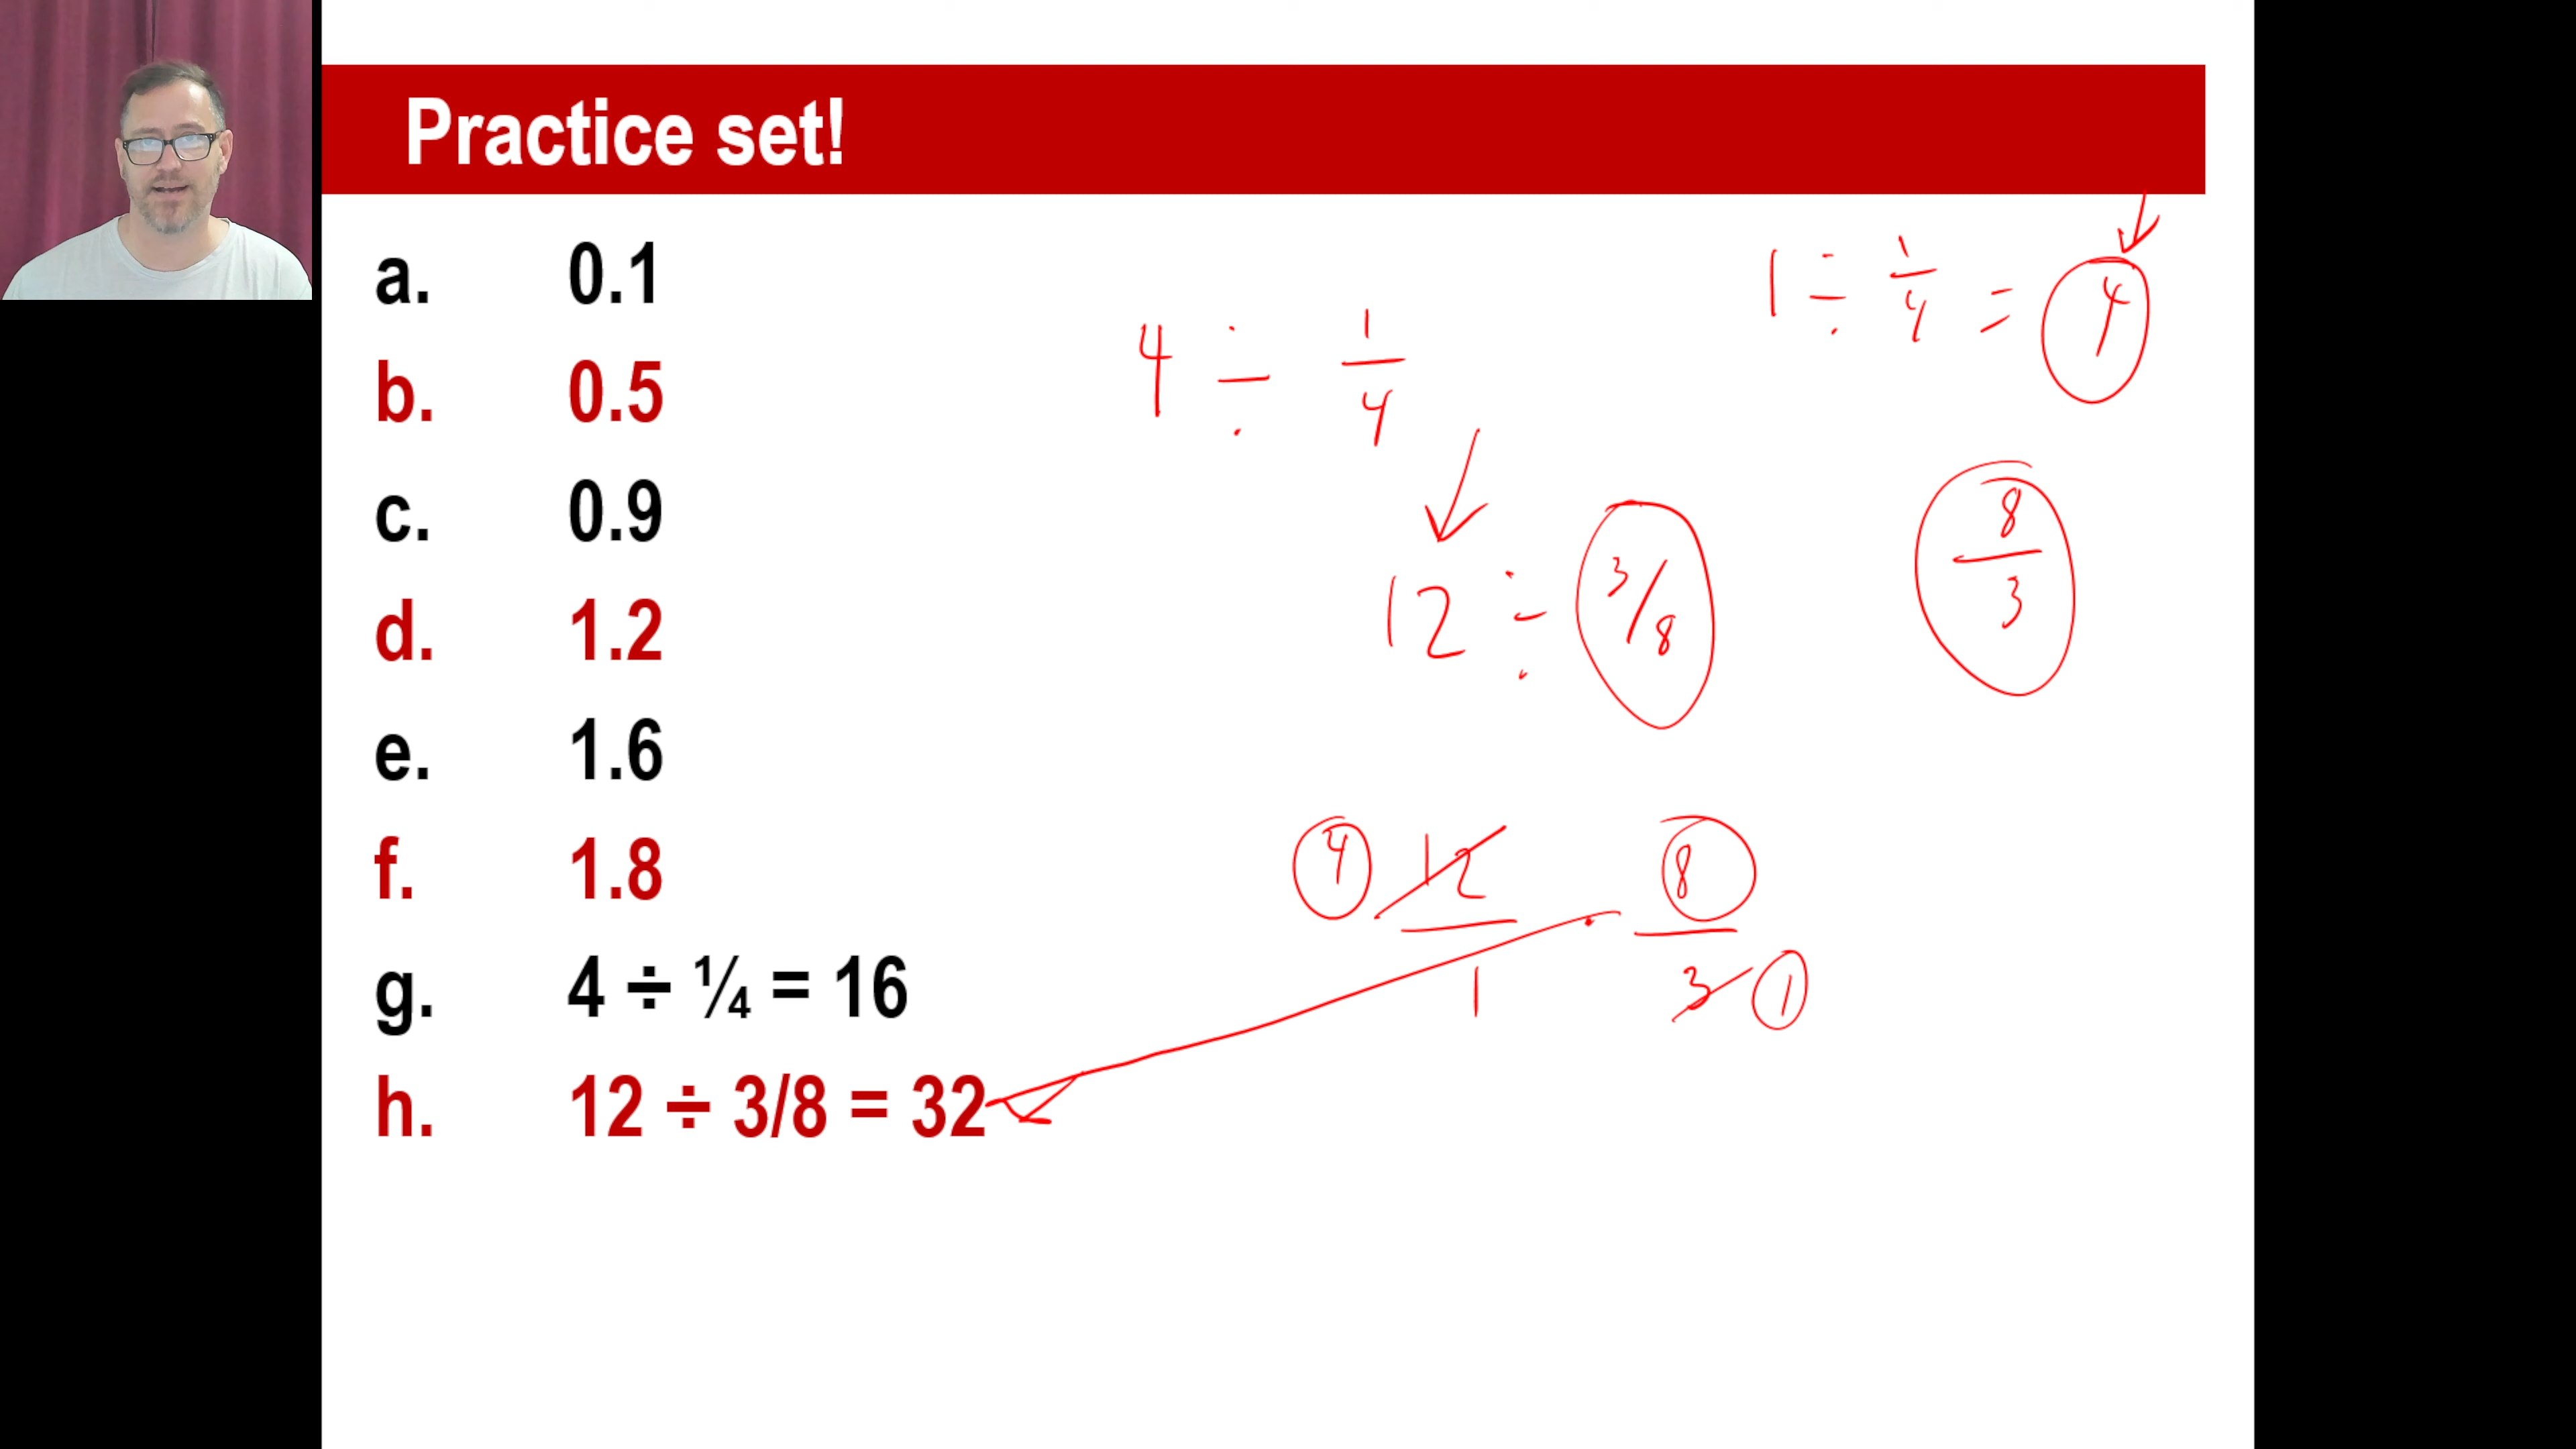 Practice set!
a. 0.1
b. 0.5
c. 0.9
d. 1.2
e. 1.6
f. 1.8
g. 4 ÷ ¼ = 16
h. 12 ÷ 3/8 = 32
4 ÷ 1/4
1 ÷ 1/4 = 4
12 ÷ 3/8
8/3
4 12/1 · 8/3 1